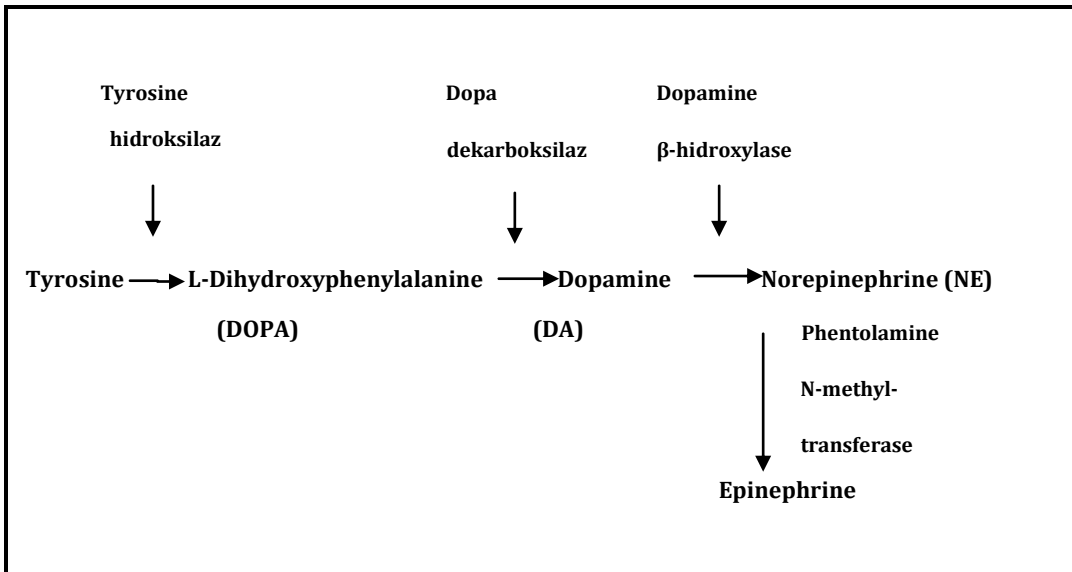 Tyrosine
hidroksilaz
Dopa
dekarboksilaz
Dopamine
β-hidroxylase
Tyrosine
L-Dihydroxyphenylalanine
(DOPA)
Dopamine
(DA)
Norepinephrine (NE)
Phentolamine
N-methyl-
transferase
Epinephrine